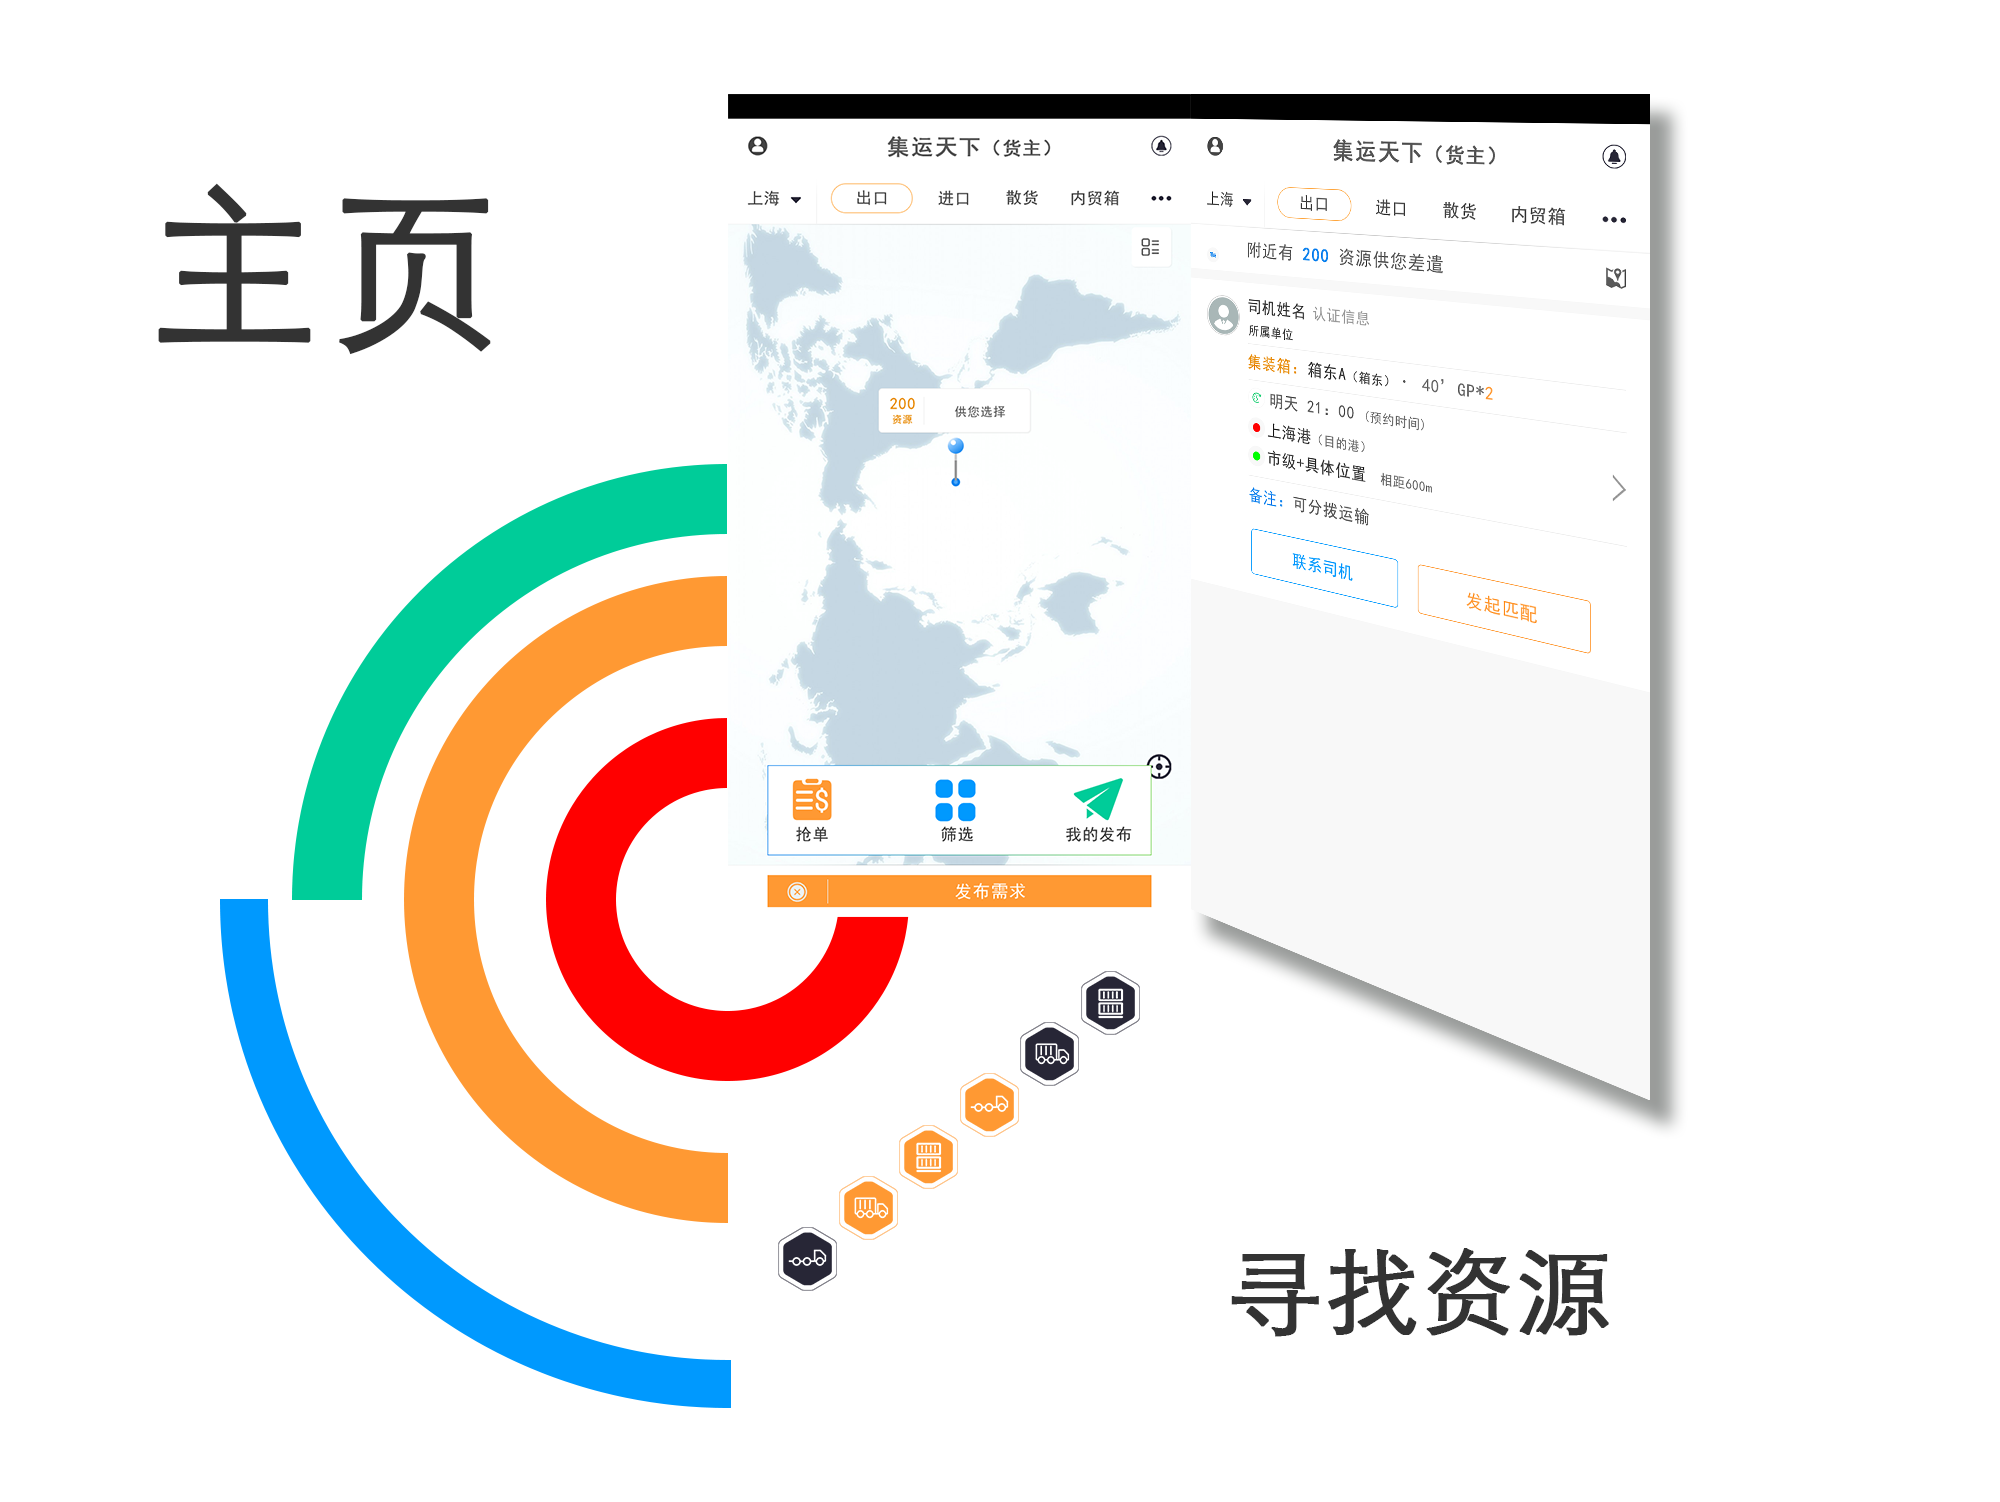 主页
集运天下（货主）
上海 出口 进口 散货 内贸箱
200
资源
供您选择
抢单 筛选 我的发布
发布需求
集运天下（货主）
上海 出口 进口 散货 内贸箱
附近有 200 资源供您差遣
司机姓名 认证信息
所属单位
集装箱：箱东A（箱东）· 40' GP*2
明天 21：00（预约时间）
上海港（目的港）
市级+具体位置 相距600m
备注：可分拨运输
联系司机 发起匹配
寻找资源